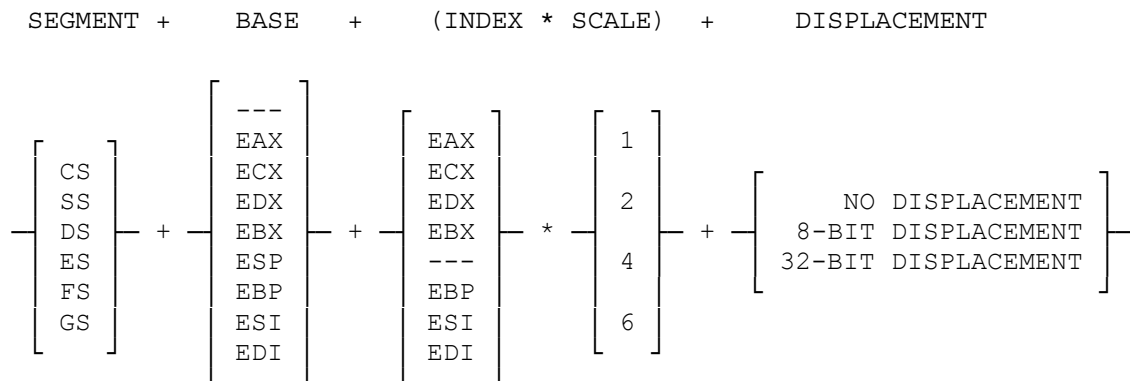 SEGMENT + BASE + (INDEX * SCALE) + DISPLACEMENT
---
EAX EAX 1
CS ECX ECX
SS EDX EDX 2 NO DISPLACEMENT
DS + EBX + EBX * + 8-BIT DISPLACEMENT
ES ESP --- 4 32-BIT DISPLACEMENT
FS EBP EBP
GS ESI ESI 6
EDI EDI